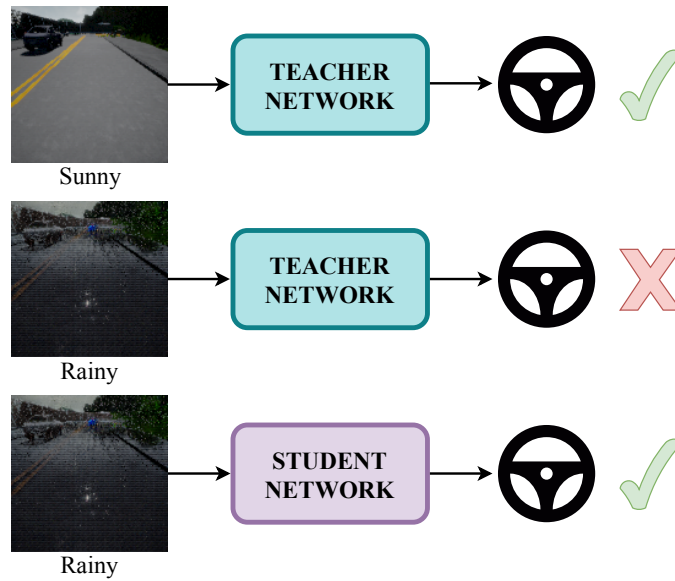 TEACHER
NETWORK
Sunny
TEACHER
NETWORK
Rainy
STUDENT
NETWORK
Rainy